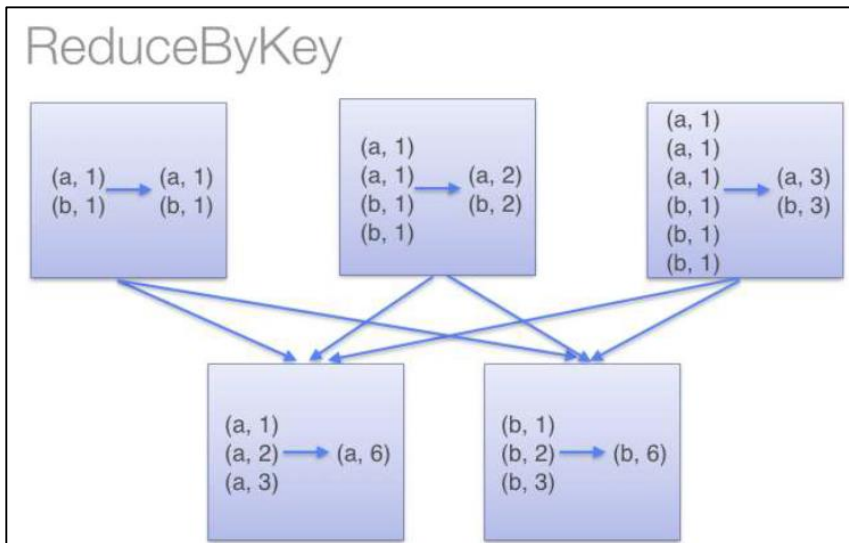 ReduceByKey
(a, 1)
(b, 1)
(a, 1)
(b, 1)
(a, 1)
(a, 1)
(b, 1)
(b, 1)
(a, 2)
(b, 2)
(a, 1)
(a, 1)
(a, 1)
(b, 1)
(b, 1)
(b, 1)
(a, 3)
(b, 3)
(a, 1)
(a, 2)
(a, 3)
(a, 6)
(b, 1)
(b, 2)
(b, 3)
(b, 6)